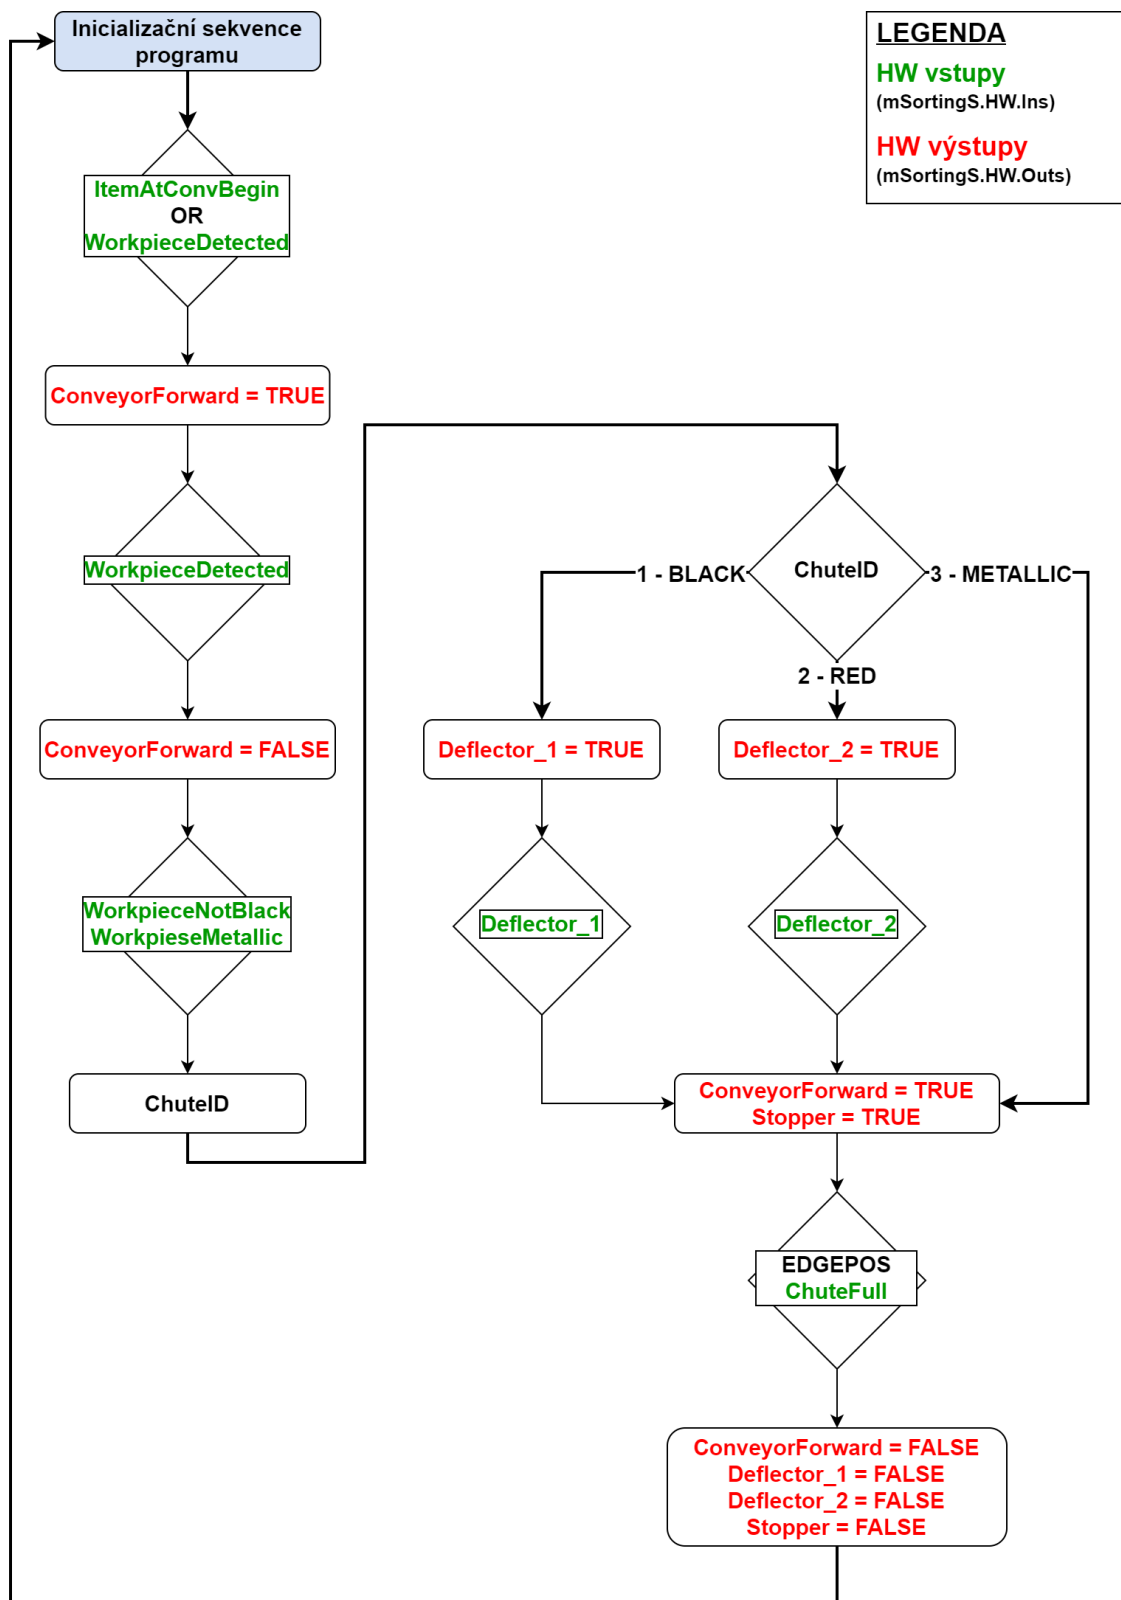 Inicializační sekvence
programu
LEGENDA
HW vstupy
(mSortingS.HW.Ins)
HW výstupy
(mSortingS.HW.Outs)
ItemAtConvBegin
OR
WorkpieceDetected
ConveyorForward = TRUE
WorkpieceDetected
ConveyorForward = FALSE
WorkpieceNotBlack
WorkpieseMetallic
ChuteID
ChuteID
1 - BLACK
3 - METALLIC
2 - RED
Deflector_1 = TRUE
Deflector_2 = TRUE
Deflector_1
Deflector_2
ConveyorForward = TRUE
Stopper = TRUE
EDGEPOS
ChuteFull
ConveyorForward = FALSE
Deflector_1 = FALSE
Deflector_2 = FALSE
Stopper = FALSE